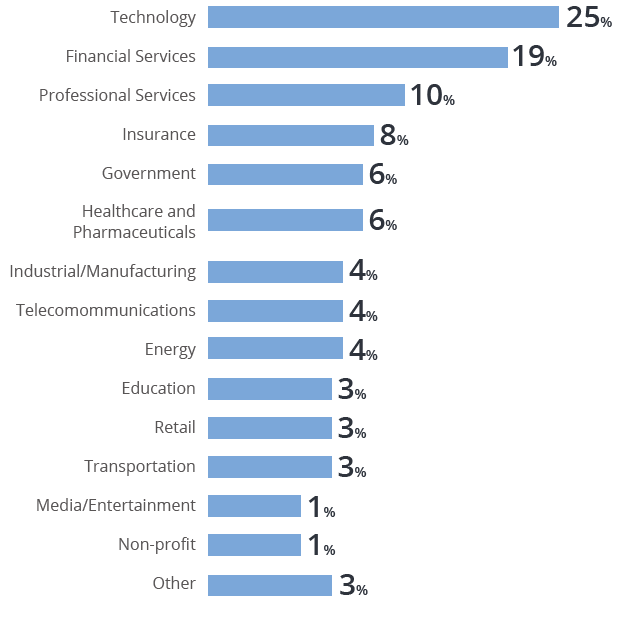 Technology 25%
Financial Services 19%
Professional Services 10%
Insurance 8%
Government 6%
Healthcare and
Pharmaceuticals 6%
Industrial/Manufacturing 4%
Telecomommunications 4%
Energy 4%
Education 3%
Retail 3%
Transportation 3%
Media/Entertainment 1%
Non-profit 1%
Other 3%